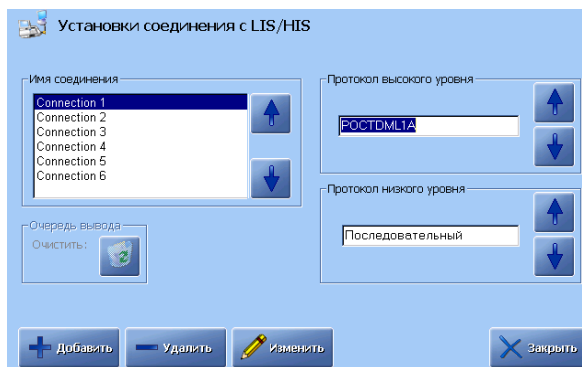 Установки соединения с LIS/HIS
Имя соединения
Connection 1
Connection 2
Connection 3
Connection 4
Connection 5
Connection 6
Протокол высокого уровня
POCTDML1A
Протокол низкого уровня
Последовательный
Очередь вывода
Очистить:
Добавить
Удалить
Изменить
Закрыть